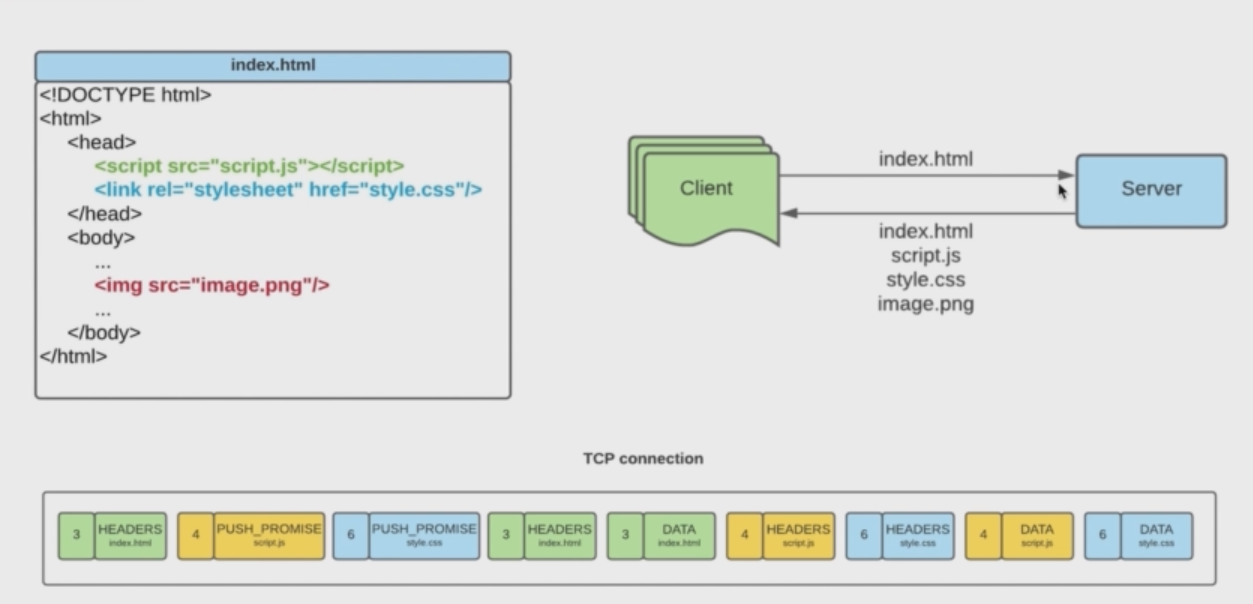 index.html
<!DOCTYPE html>
<html>
<head>
<script src="script.js"></script>
<link rel="stylesheet" href="style.css"/>
</head>
<body>
...
<img src="image.png"/>
...
</body>
</html>
Client
index.html
Server
index.html
script.js
style.css
image.png
TCP connection
3 HEADERS index.html
4 PUSH_PROMISE script.js
6 PUSH_PROMISE style.css
3 HEADERS index.html
3 DATA index.html
4 HEADERS script.js
6 HEADERS style.css
4 DATA script.js
6 DATA style.css